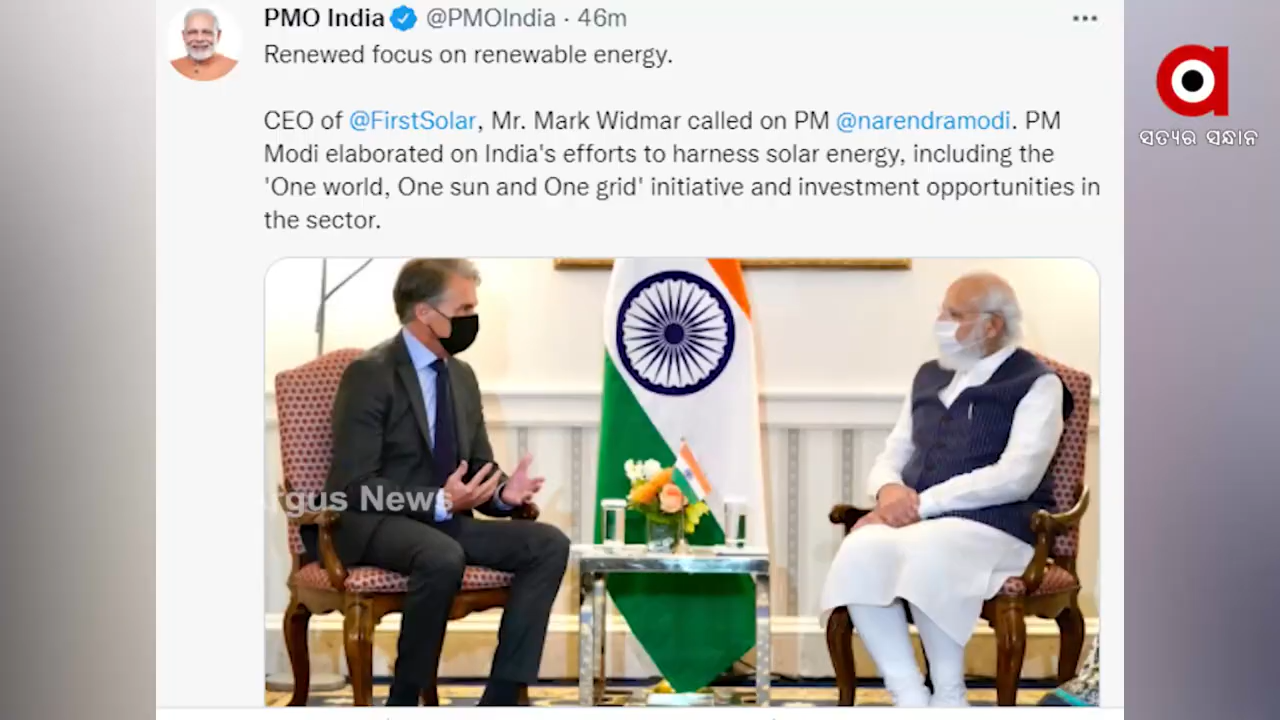 PMO India @PMOIndia · 46m
Renewed focus on renewable energy.
CEO of @FirstSolar, Mr. Mark Widmar called on PM @narendramodi. PM
Modi elaborated on India's efforts to harness solar energy, including the
'One world, One sun and One grid' initiative and investment opportunities in
the sector.
ସତ୍ୟର ସନ୍ଧାନ
rgus News